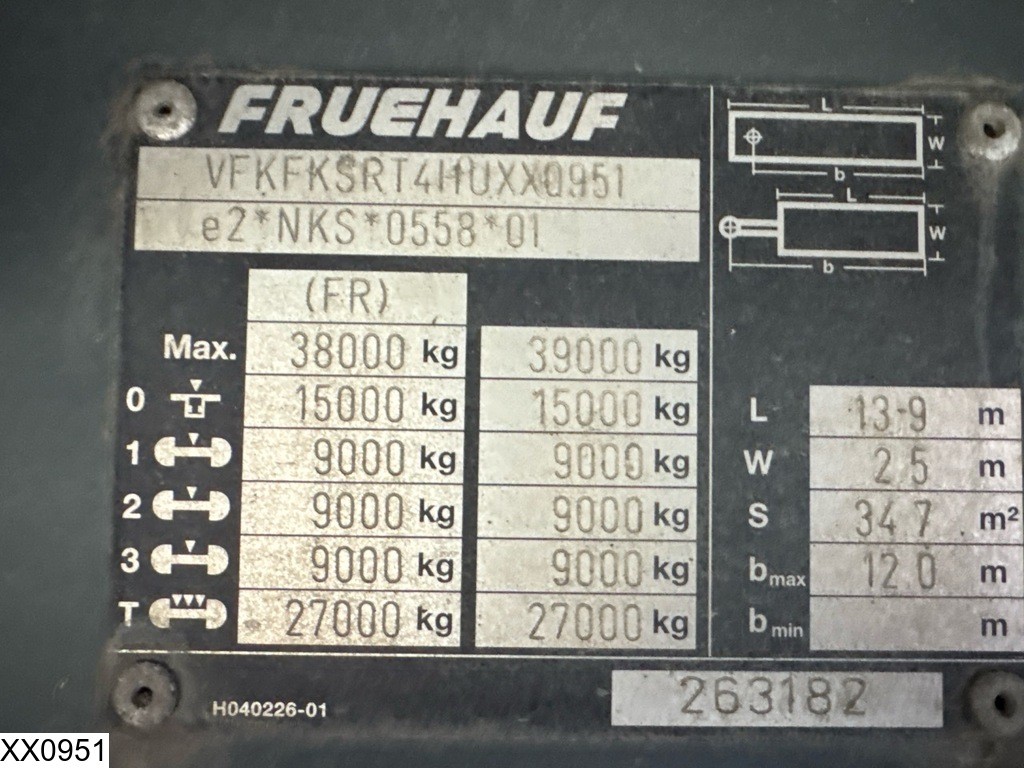 FRUEHAUF
VFKFKSRT4H1UXX0951
e2*NKS*0558*01
(FR)
Max. 38000 kg 39000 kg
0 15000 kg 15000 kg
1 9000 kg 9000 kg
2 9000 kg 9000 kg
3 9000 kg 9000 kg
T 27000 kg 27000 kg
H040226-01
L
W
b
L
W
b
L 13.9 m
W 2.5 m
S 34.7 m²
bmax 12.0 m
bmin m
263182
XX0951